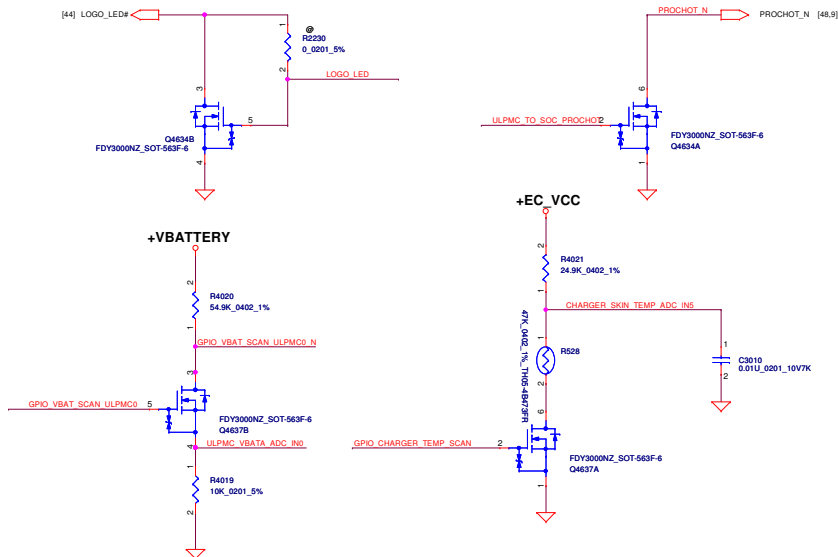 [44] LOGO_LED#
1
@
R2230
0_0201_5%
2
LOGO_LED
3
5
Q4634B
FDY3000NZ_SOT-563F-6
4
PROCHOT_N
PROCHOT_N [48,9]
6
ULPMC_TO_SOC_PROCHOT
2
FDY3000NZ_SOT-563F-6
Q4634A
1
+VBATTERY
2
R4020
54.9K_0402_1%
1
GPIO_VBAT_SCAN_ULPMC0_N
3
GPIO_VBAT_SCAN_ULPMC0
5
FDY3000NZ_SOT-563F-6
Q4637B
4
ULPMC_VBATA_ADC_IN0
1
R4019
10K_0201_5%
2
+EC_VCC
2
R4021
24.9K_0402_1%
1
CHARGER_SKIN_TEMP_ADC_IN5
47K_0402_1%_TH05-4B473FR
1
R528
2
1
C3010
0.01U_0201_10V7K
2
6
GPIO_CHARGER_TEMP_SCAN
2
FDY3000NZ_SOT-563F-6
Q4637A
1